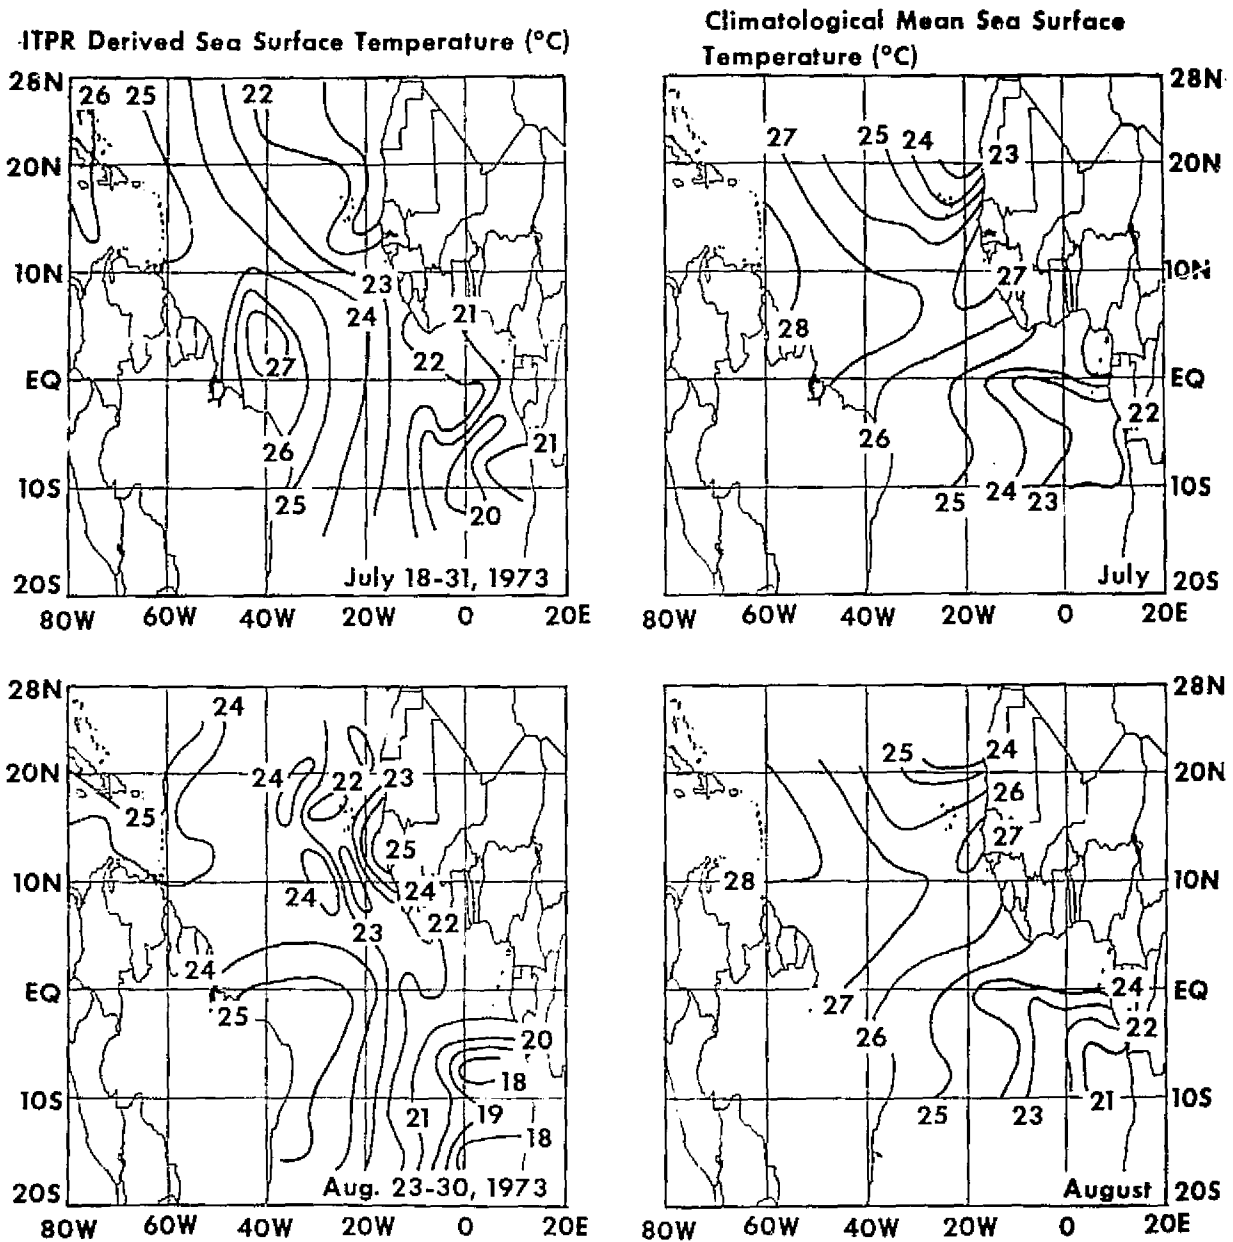 ITPR Derived Sea Surface Temperature (°C)
28N
26 25 22
20N
10N
23
24 21
22
27
EQ
26 21
10S
25 20
July 18-31, 1973
20S
80W 60W 40W 20W 0 20E
Climatological Mean Sea Surface
Temperature (°C)
28N
27 25 24 23
20N
27 10N
28
EQ
22
26
25 24 23 10S
July 20S
80W 60W 40W 20W 0 20E
28N
24
20N 24 22 23
25
25
10N 24 24
23 22
24
EQ
25
20
18
10S 21 19
18
Aug. 23-30, 1973
20S
80W 60W 40W 20W 0 20E
28N
25 24
20N
26
27
28 10N
24 EQ
27
26 22
25 23 21 10S
August 20S
80W 60W 40W 20W 0 20E